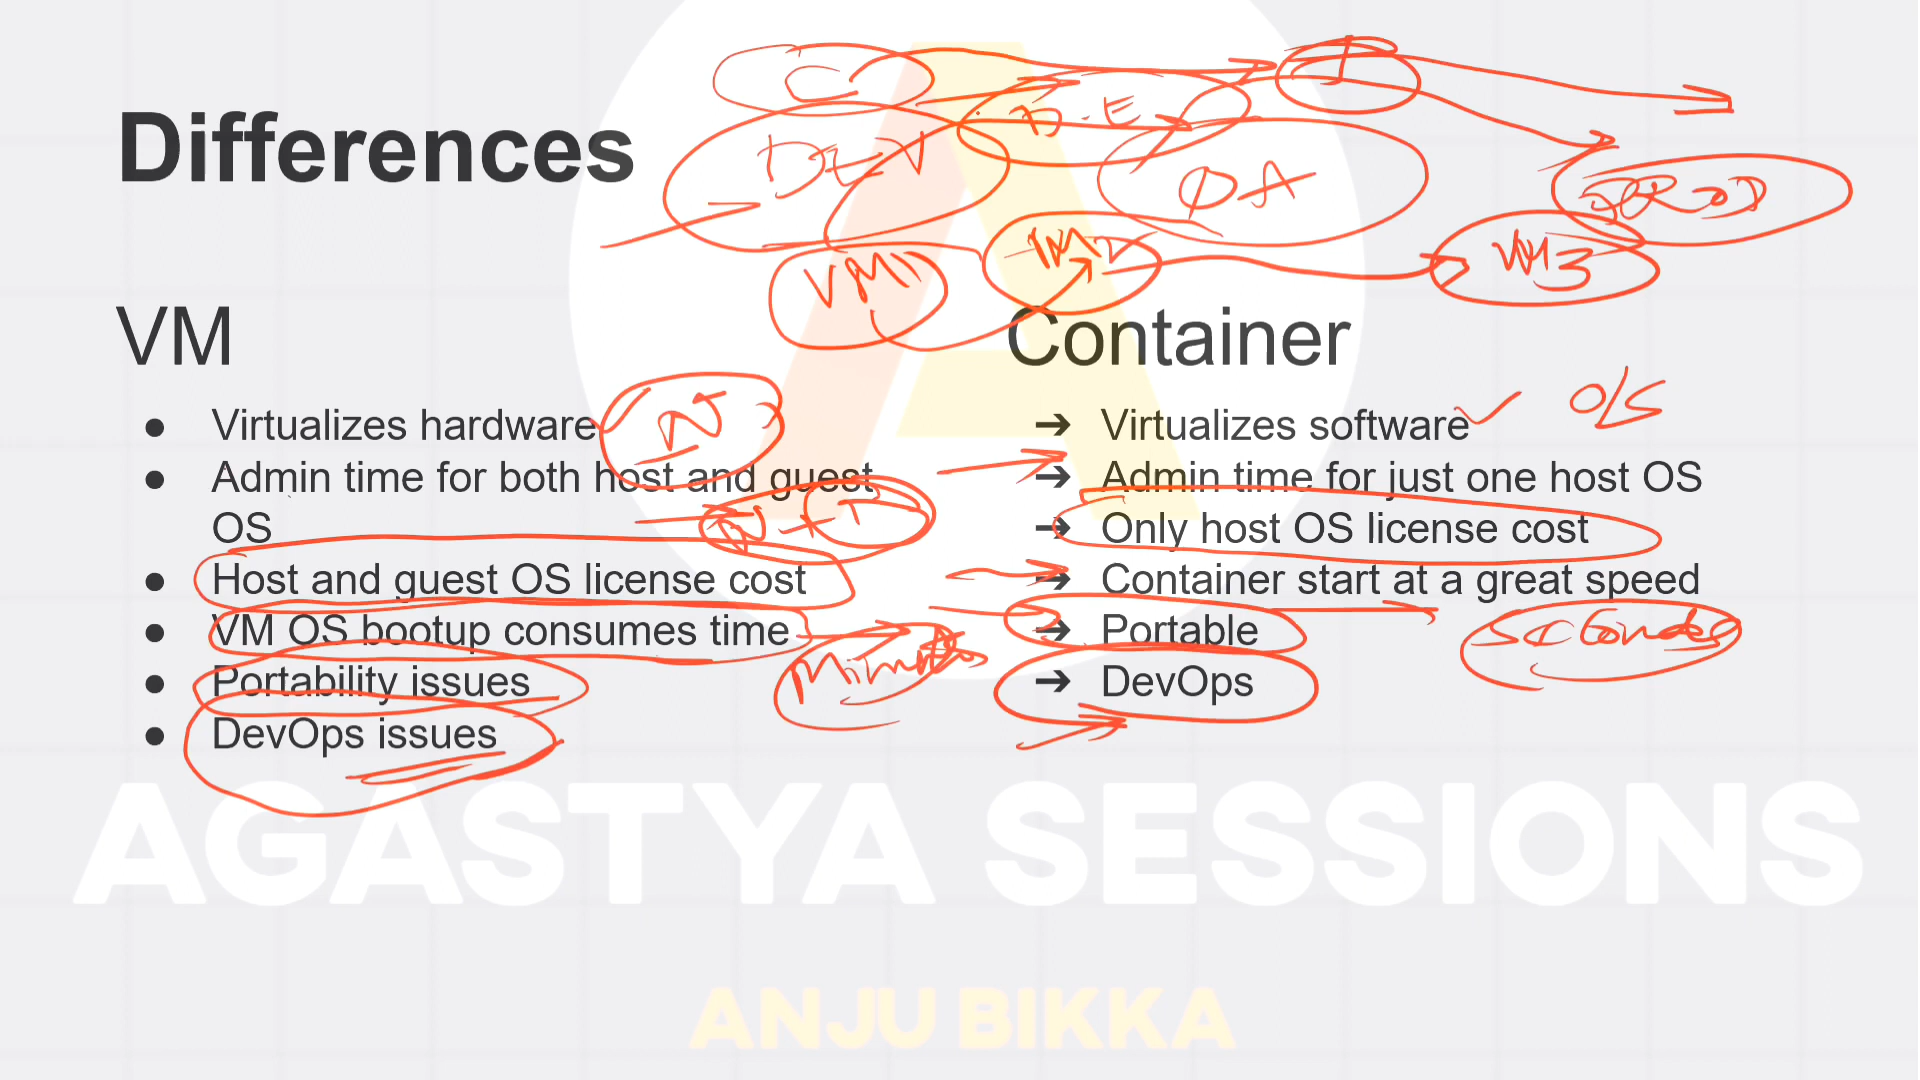 C
I
D.E
DEV
QA
PROD
Differences
VM1
VM2
VM3
VM
Container
N
O/S
● Virtualizes hardware
● Admin time for both host and guest
OS
N + 1
● Host and guest OS license cost
● VM OS bootup consumes time
Minutes
● Portability issues
● DevOps issues
➔ Virtualizes software
➔ Admin time for just one host OS
➔ Only host OS license cost
➔ Container start at a great speed
➔ Portable
Seconds
➔ DevOps
AGASTYA SESSIONS
ANJU BIKKA